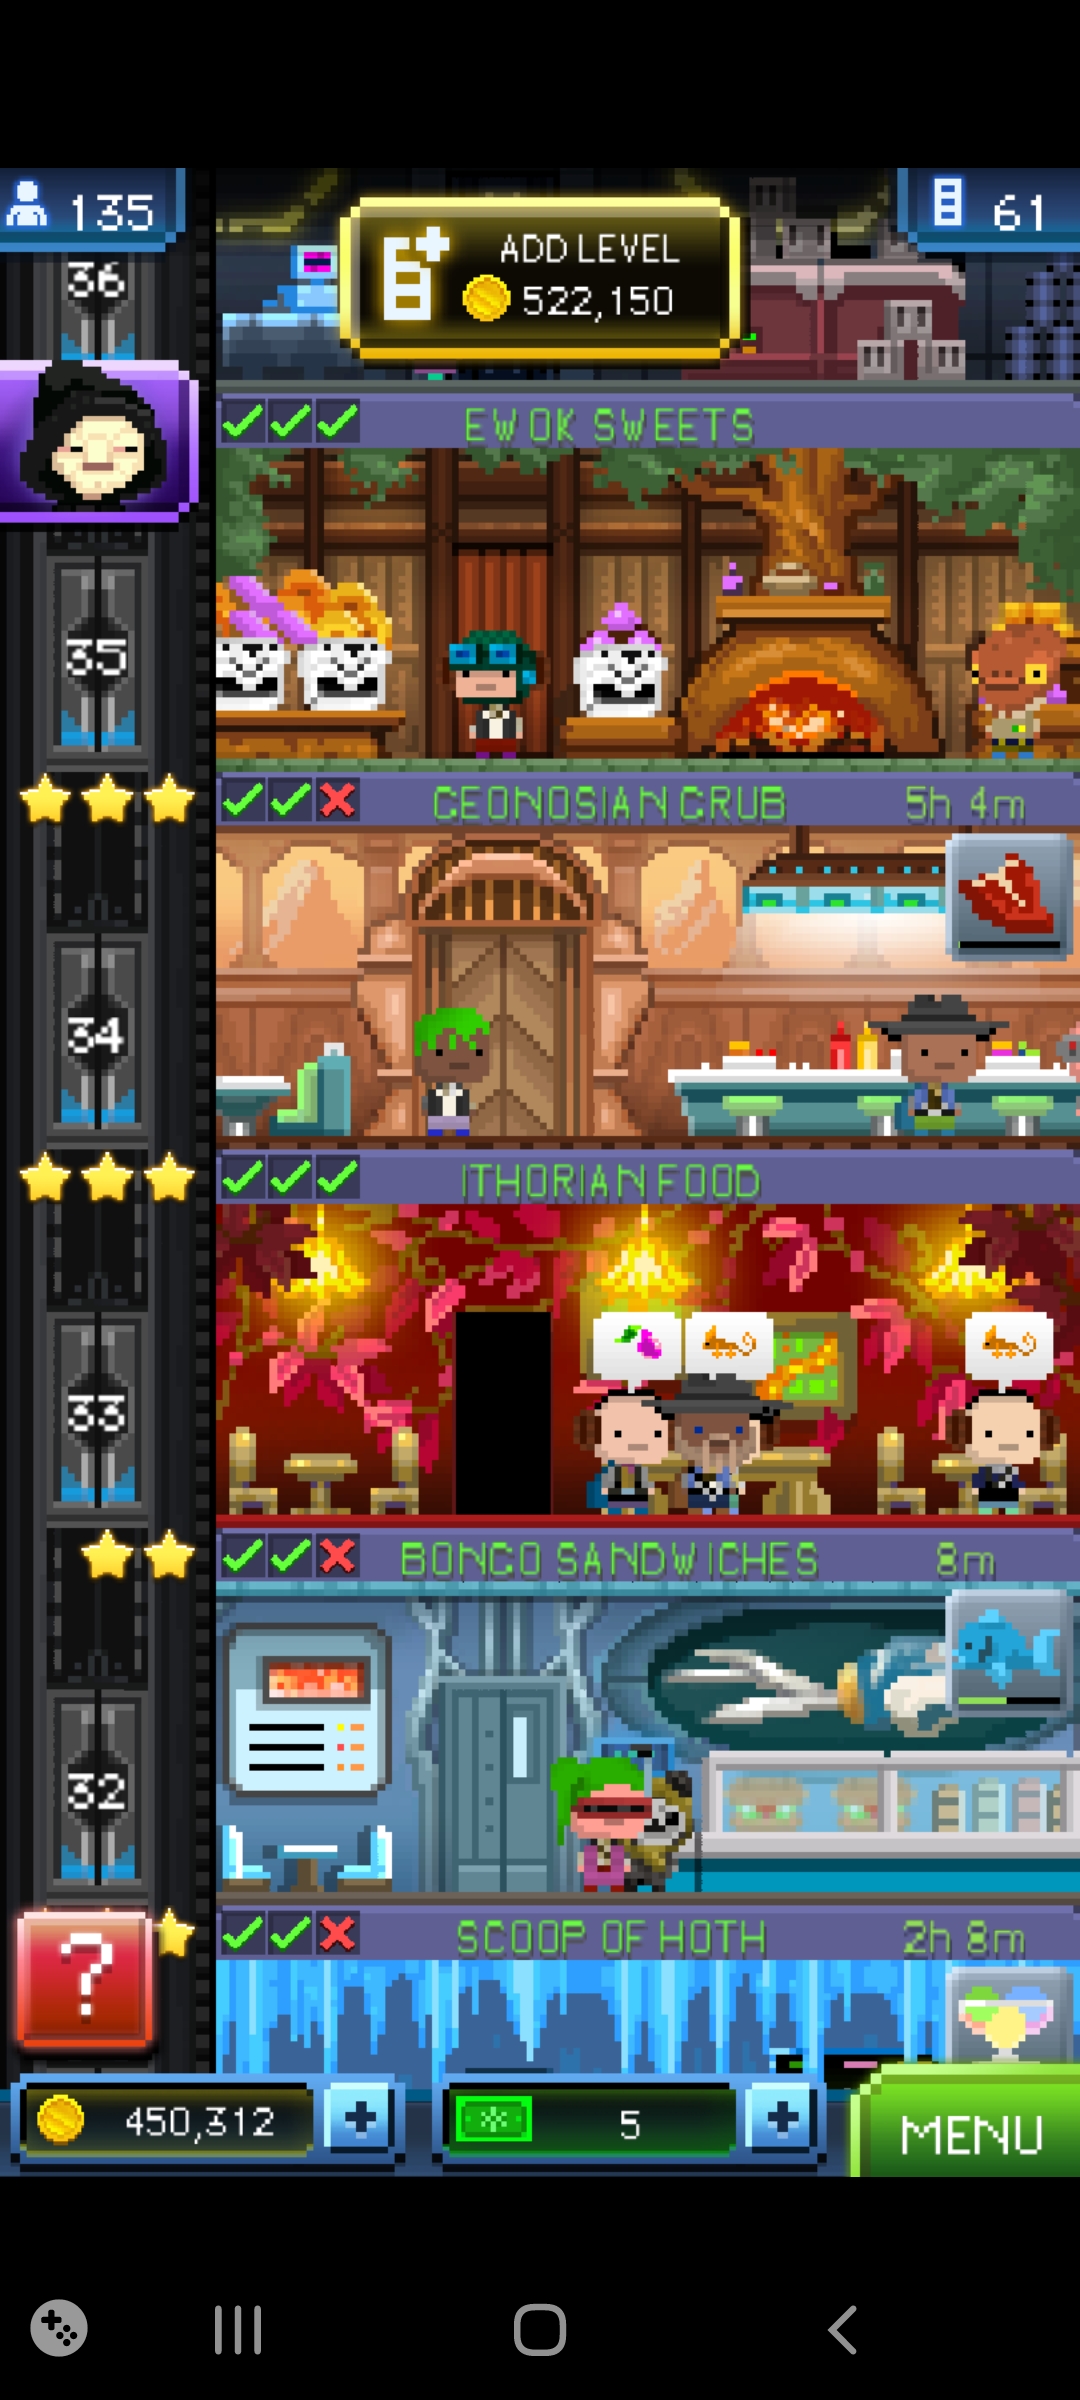 135
61
ADD LEVEL
522,150
36
EWOK SWEETS
35
GEONOSIAN GRUB 5h 4m
34
ITHORIAN FOOD
33
BONGO SANDWICHES 8m
32
SCOOP OF HOTH 2h 8m
?
450,312
5
MENU